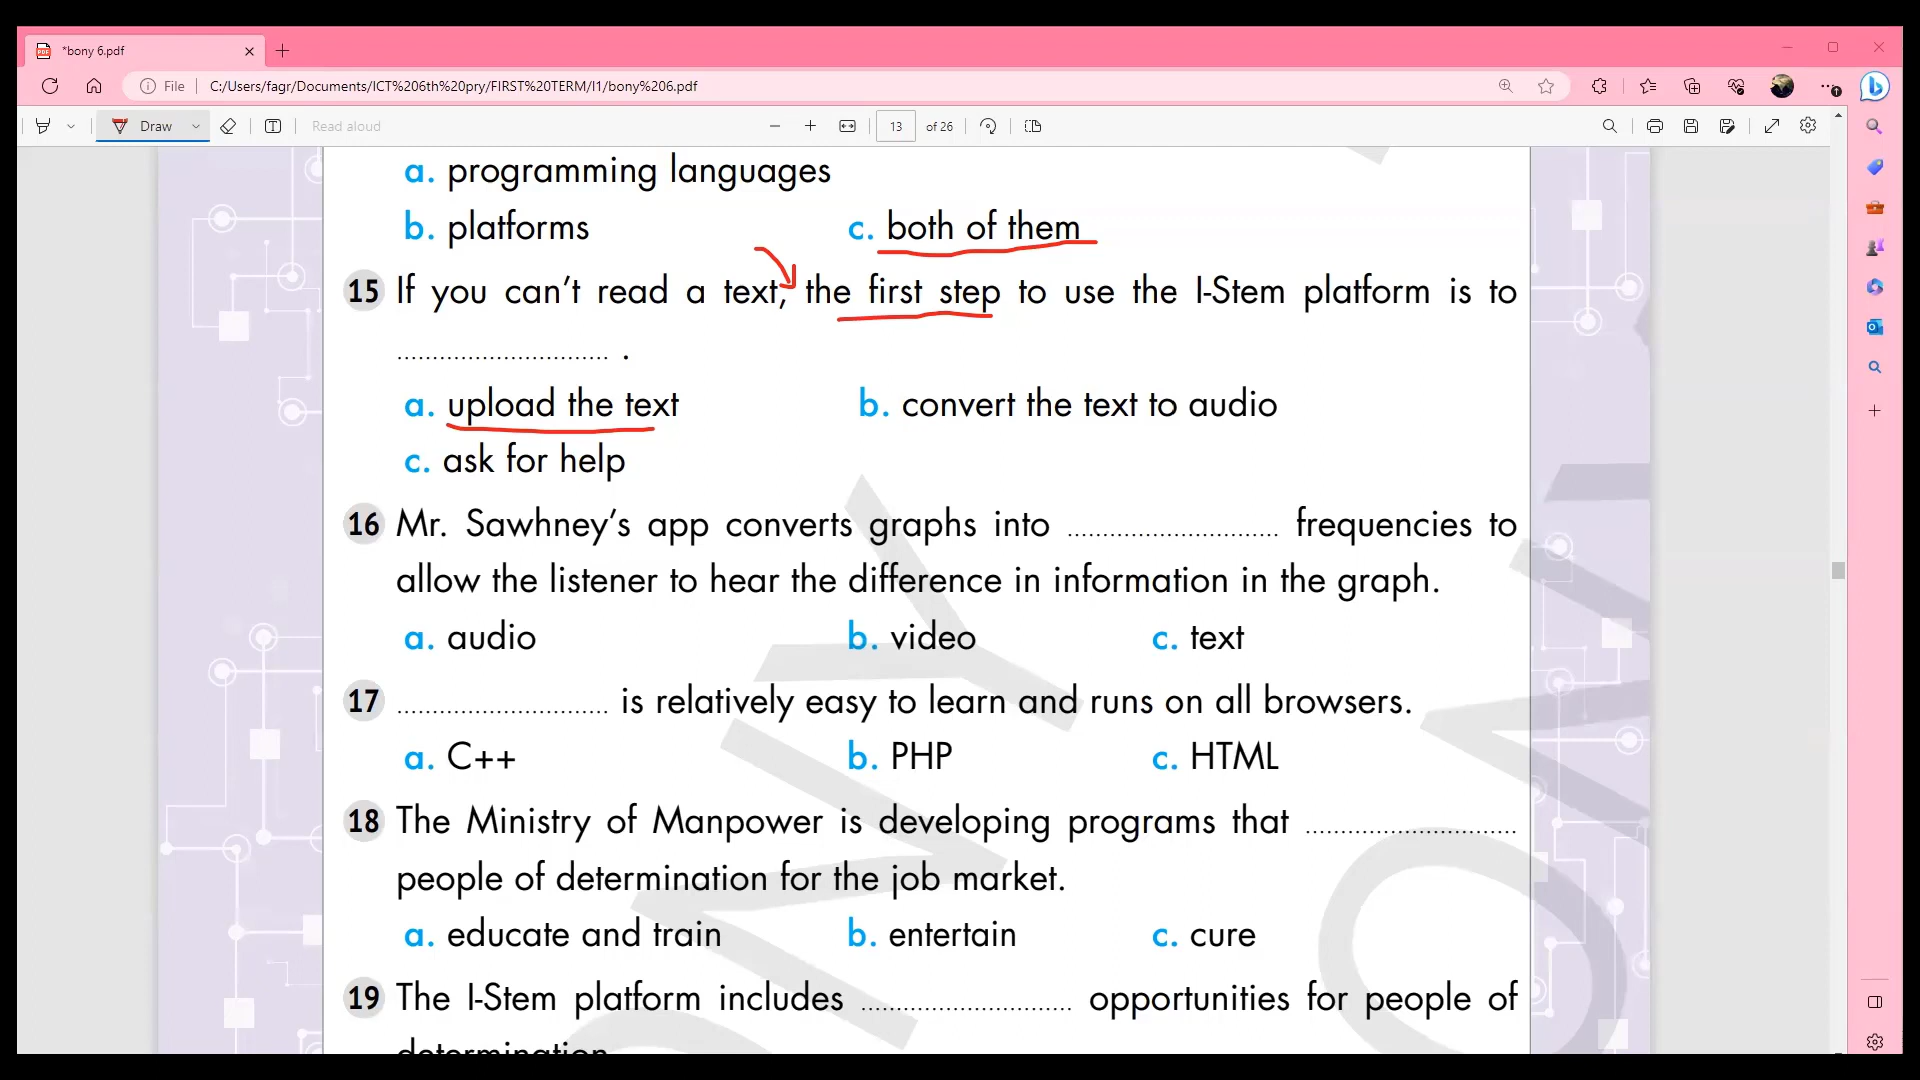 *bony 6.pdf
File
C:/Users/fagr/Documents/ICT%206th%20pry/FIRST%20TERM/I1/bony%206.pdf
Draw
Read aloud
13 of 26
a. programming languages
b. platforms c. both of them
15 If you can’t read a text, the first step to use the I-Stem platform is to
.............................. .
a. upload the text b. convert the text to audio
c. ask for help
16 Mr. Sawhney’s app converts graphs into .............................. frequencies to
allow the listener to hear the difference in information in the graph.
a. audio b. video c. text
17 .............................. is relatively easy to learn and runs on all browsers.
a. C++ b. PHP c. HTML
18 The Ministry of Manpower is developing programs that ..............................
people of determination for the job market.
a. educate and train b. entertain c. cure
19 The I-Stem platform includes .............................. opportunities for people of
determination.